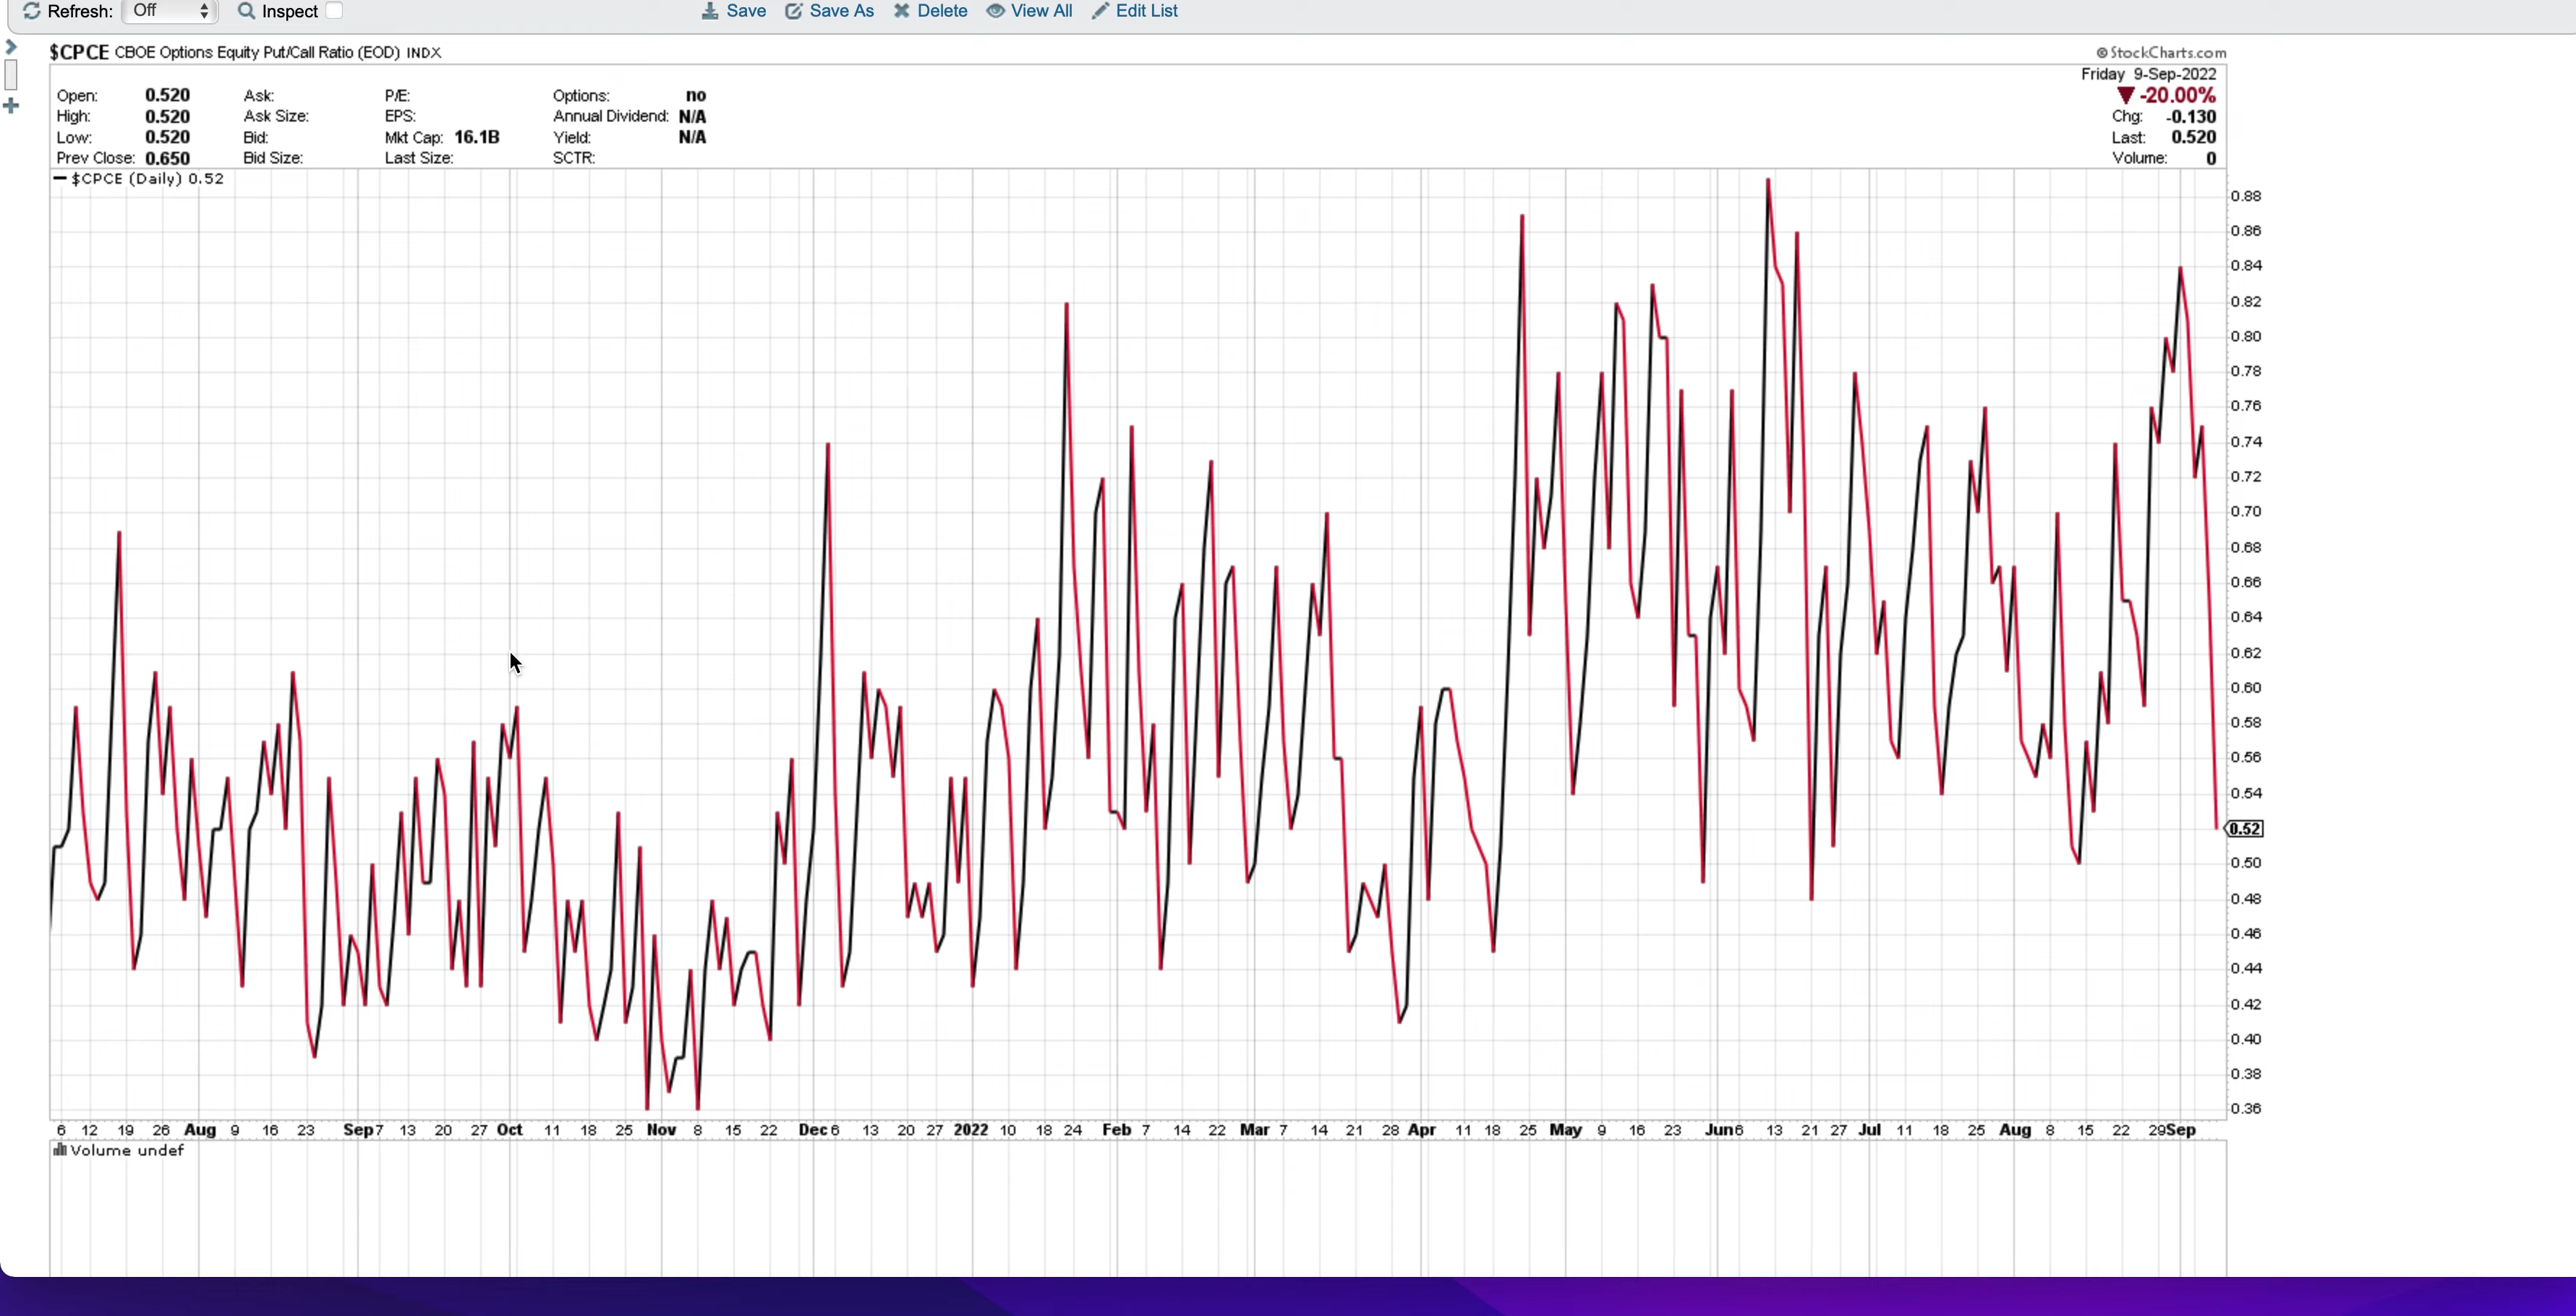 Refresh: Off Inspect Save Save As Delete View All Edit List
$CPCE CBOE Options Equity Put/Call Ratio (EOD) INDX © StockCharts.com
Friday 9-Sep-2022
Open: 0.520 Ask: P/E: Options: no ▼ -20.00%
High: 0.520 Ask Size: EPS: Annual Dividend: N/A Chg: -0.130
Low: 0.520 Bid: Mkt Cap: 16.1B Yield: N/A Last: 0.520
Prev Close: 0.650 Bid Size: Last Size: SCTR: Volume: 0
$CPCE (Daily) 0.52
0.88
0.86
0.84
0.82
0.80
0.78
0.76
0.74
0.72
0.70
0.68
0.66
0.64
0.62
0.60
0.58
0.56
0.54
0.52
0.50
0.48
0.46
0.44
0.42
0.40
0.38
0.36
6 12 19 26 Aug 9 16 23 Sep 7 13 20 27 Oct 11 18 25 Nov 8 15 22 Dec 6 13 20 27 2022 10 18 24 Feb 7 14 22 Mar 7 14 21 28 Apr 11 18 25 May 9 16 23 Jun 6 13 21 27 Jul 11 18 25 Aug 8 15 22 29 Sep
Volume undef